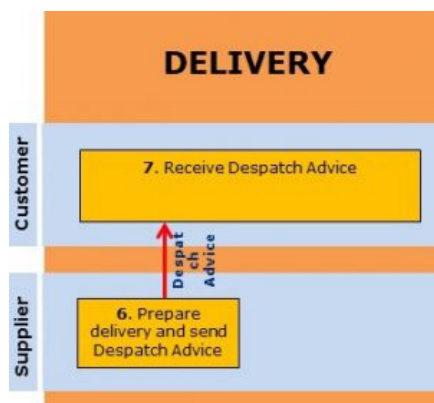 DELIVERY
Customer
7. Receive Despatch Advice
Despat
ch
Advice
Supplier
6. Prepare
delivery and send
Despatch Advice